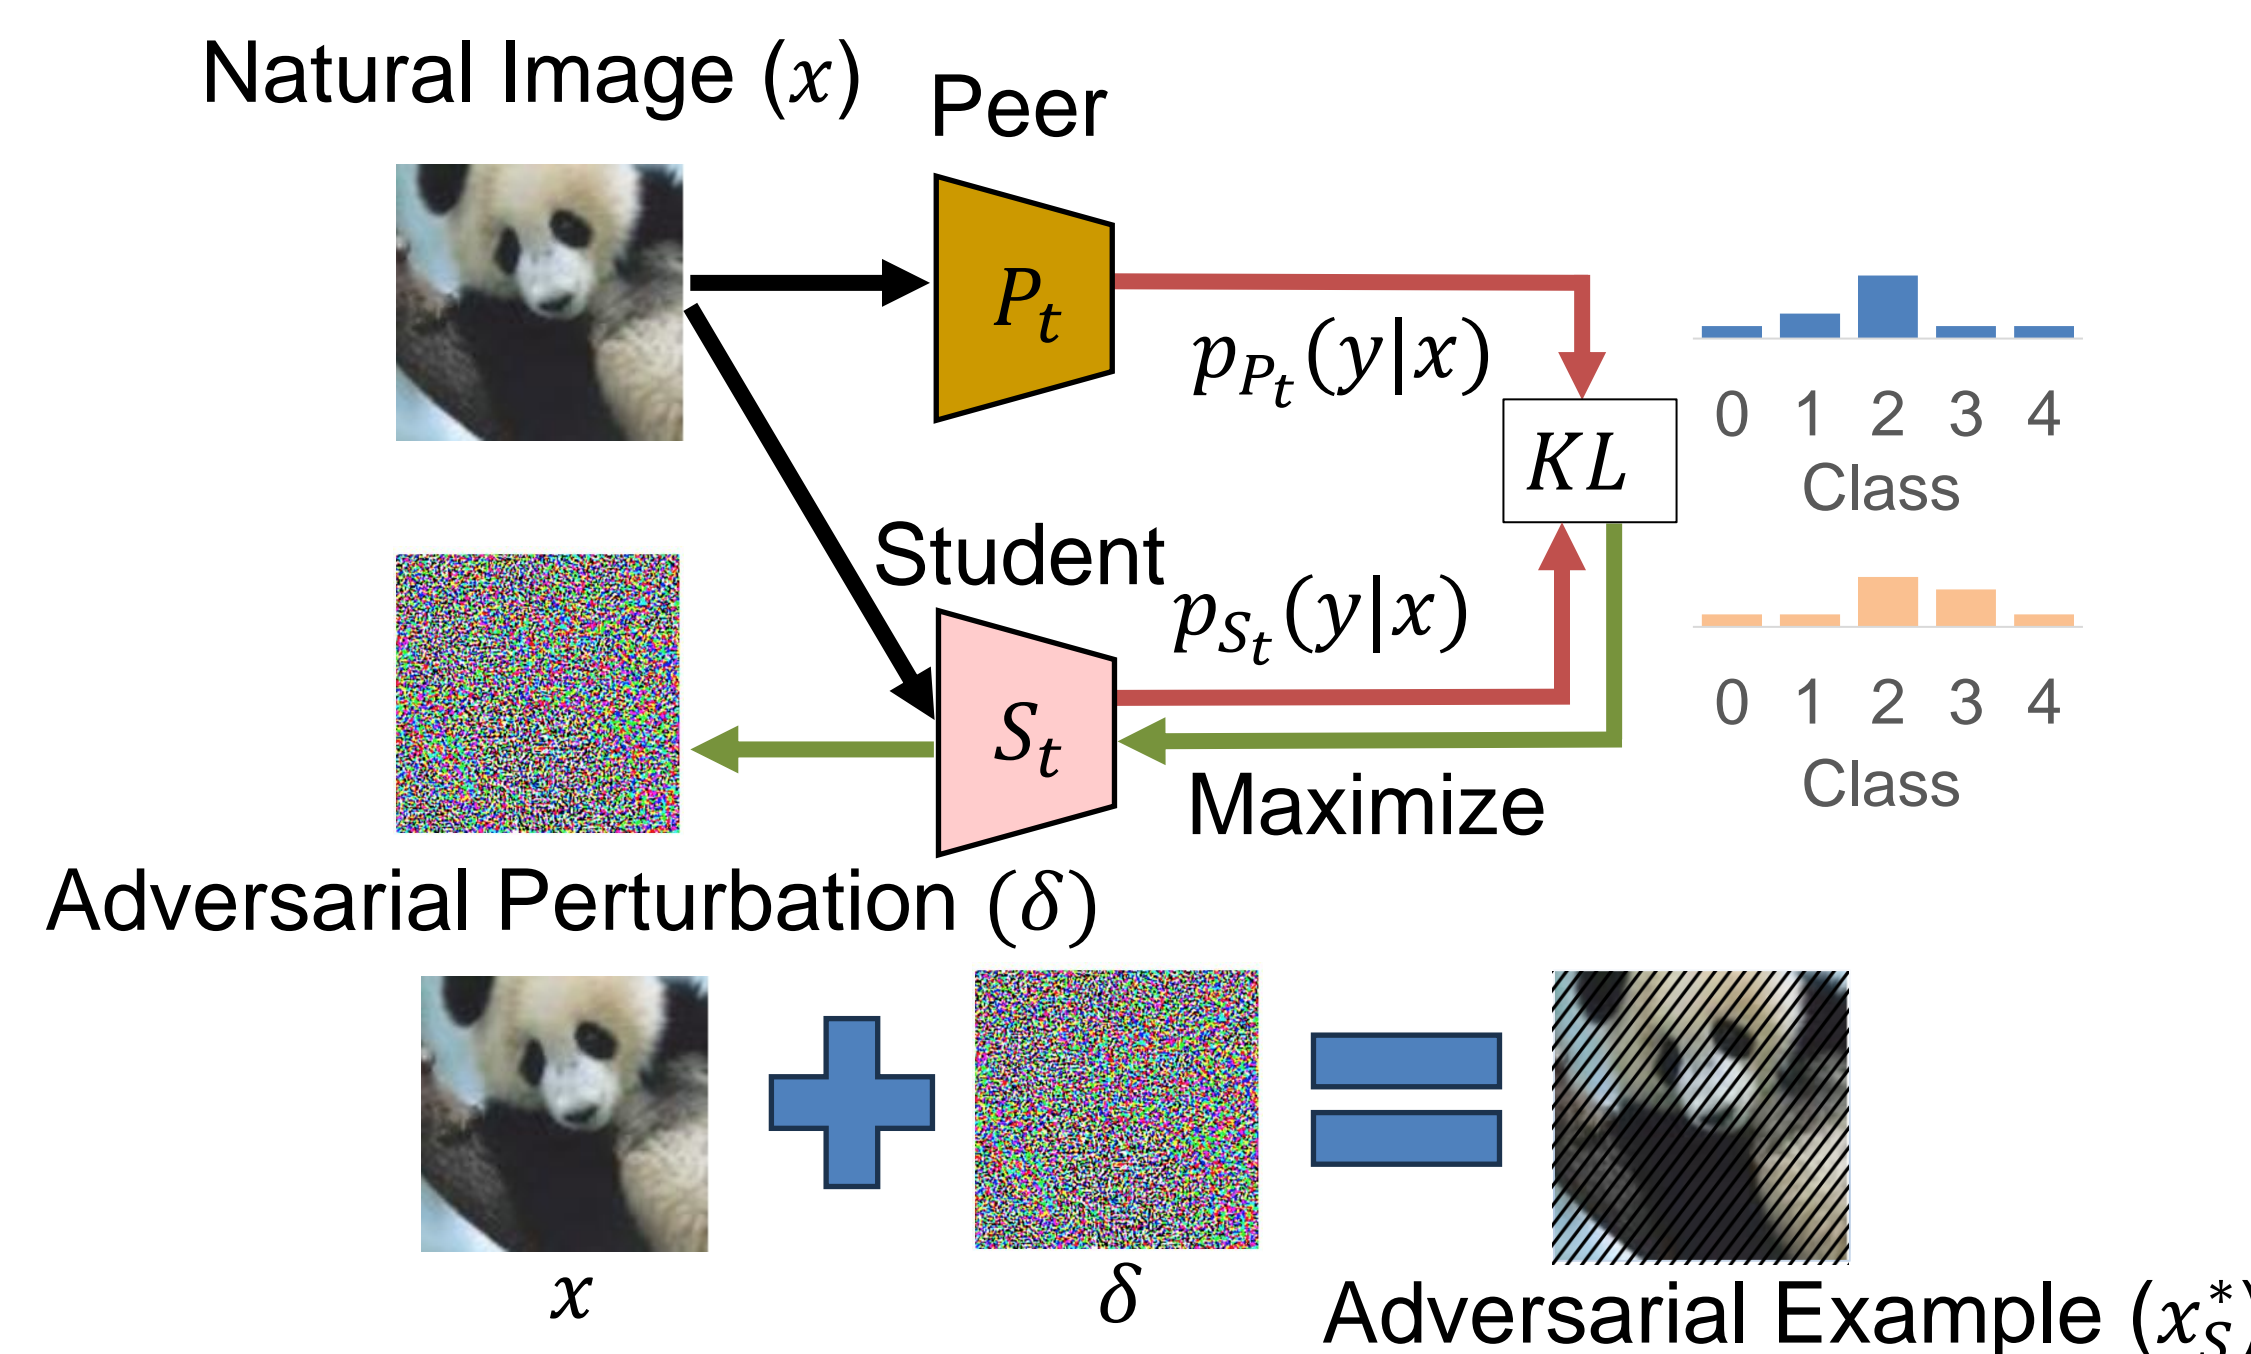 Natural Image (x)
Peer
P_t
p_{P_t}(y|x)
KL
0 1 2 3 4
Class
Student
p_{S_t}(y|x)
S_t
0 1 2 3 4
Class
Maximize
Adversarial Perturbation (δ)
x
δ
Adversarial Example (x_S^*)